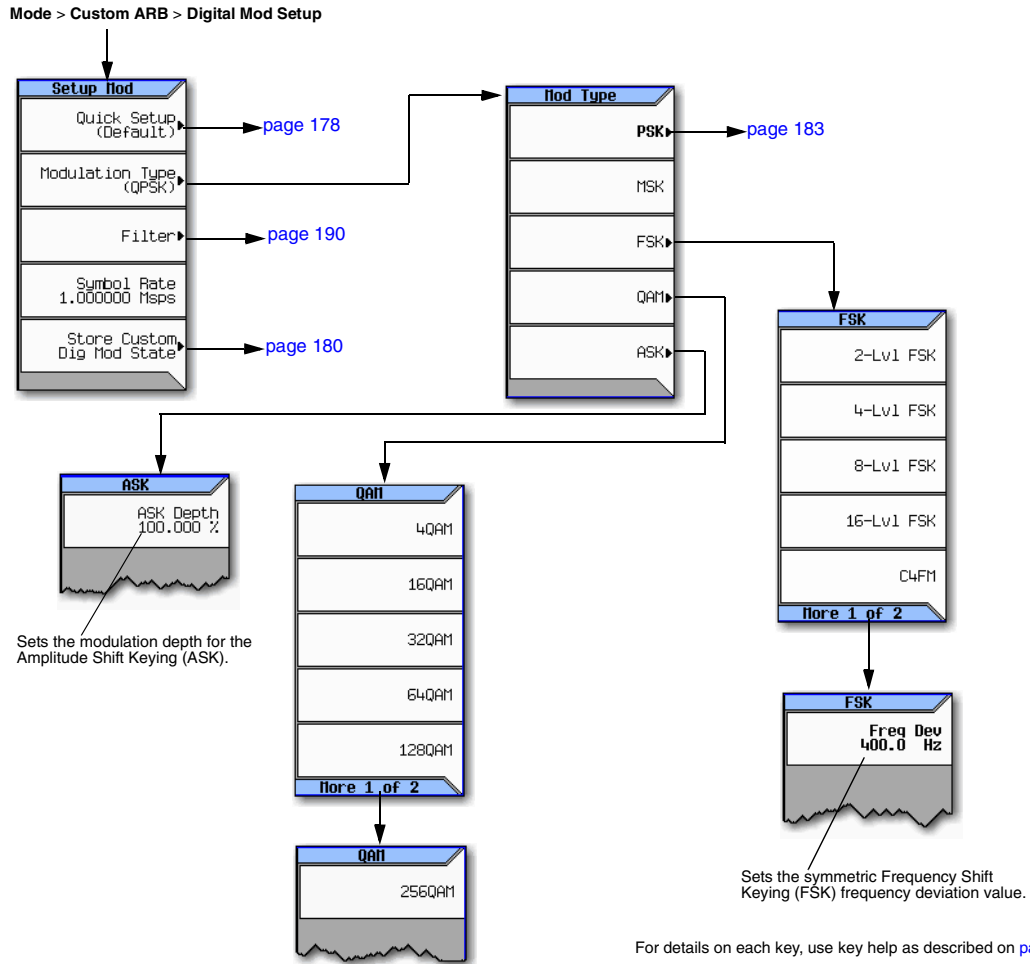 Mode > Custom ARB > Digital Mod Setup
Setup Mod
Quick Setup
(Default)
page 178
Modulation Type
(QPSK)
Filter
page 190
Symbol Rate
1.000000 Msps
Store Custom
Dig Mod State
page 180
Mod Type
PSK
page 183
MSK
FSK
QAM
ASK
FSK
2-Lvl FSK
4-Lvl FSK
8-Lvl FSK
16-Lvl FSK
C4FM
More 1 of 2
ASK
ASK Depth
100.000 %
Sets the modulation depth for the
Amplitude Shift Keying (ASK).
QAM
4QAM
16QAM
32QAM
64QAM
128QAM
More 1 of 2
QAM
256QAM
FSK
Freq Dev
400.0 Hz
Sets the symmetric Frequency Shift
Keying (FSK) frequency deviation value.
For details on each key, use key help as described on